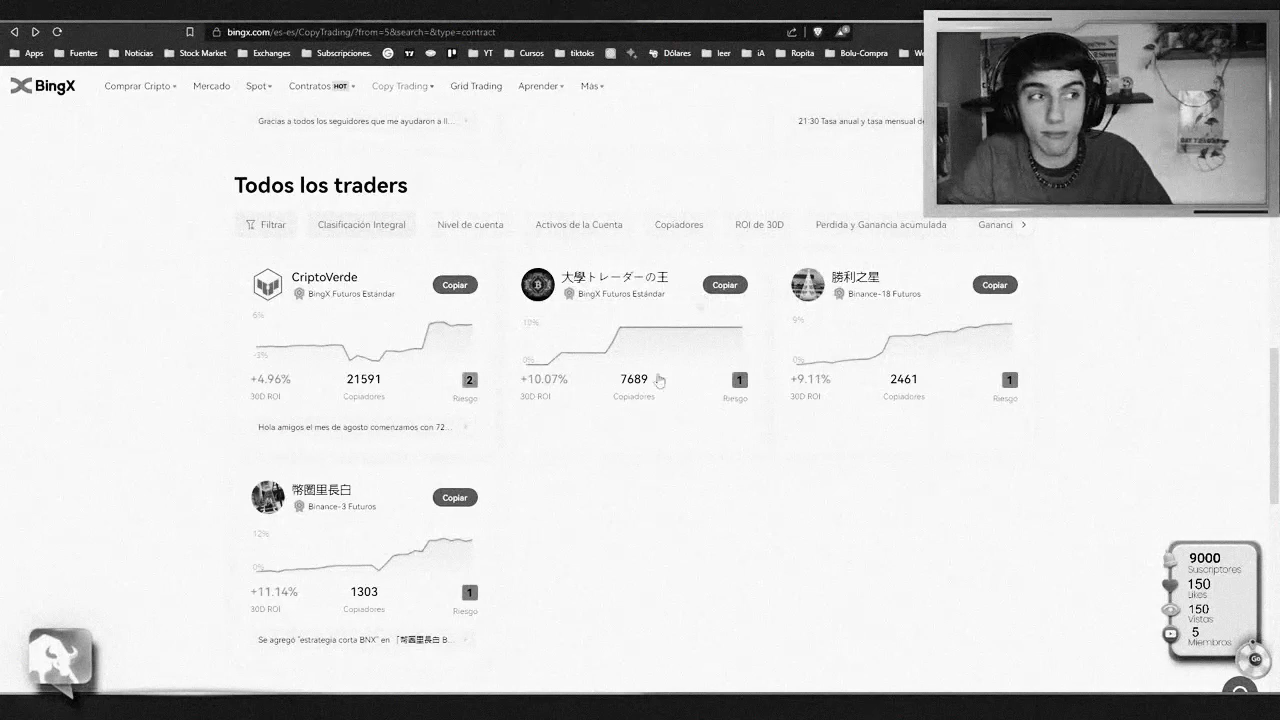 bingx.com/es-es/CopyTrading/?from=5&search=&type=contract
Apps Fuentes Noticias Stock Market Exchanges Subscripciones. YT Cursos tiktoks Dólares leer iA Ropita Bolu-Compra
BingX Comprar Cripto Mercado Spot Contratos HOT Copy Trading Grid Trading Aprender Más
Gracias a todos los seguidores que me ayudaron a ll...
21:30 Tasa anual y tasa mensual de
Todos los traders
Filtrar Clasificación Integral Nivel de cuenta Activos de la Cuenta Copiadores ROI de 30D Perdida y Ganancia acumulada Gananci
CriptoVerde
BingX Futuros Estándar
Copiar
6%
-3%
+4.96% 21591 2
30D ROI Copiadores Riesgo
Hola amigos el mes de agosto comenzamos con 72...
大學トレーダーの王
BingX Futuros Estándar
Copiar
10%
0%
+10.07% 7689 1
30D ROI Copiadores Riesgo
勝利之星
Binance-18 Futuros
Copiar
9%
0%
+9.11% 2461 1
30D ROI Copiadores Riesgo
幣圈里長白
Binance-3 Futuros
Copiar
12%
0%
+11.14% 1303 1
30D ROI Copiadores Riesgo
Se agregó "estrategia corta BNX" en 「幣圈里長白 B...
9000
Suscriptores
150
Likes
150
Vistas
5
Miembros
Go